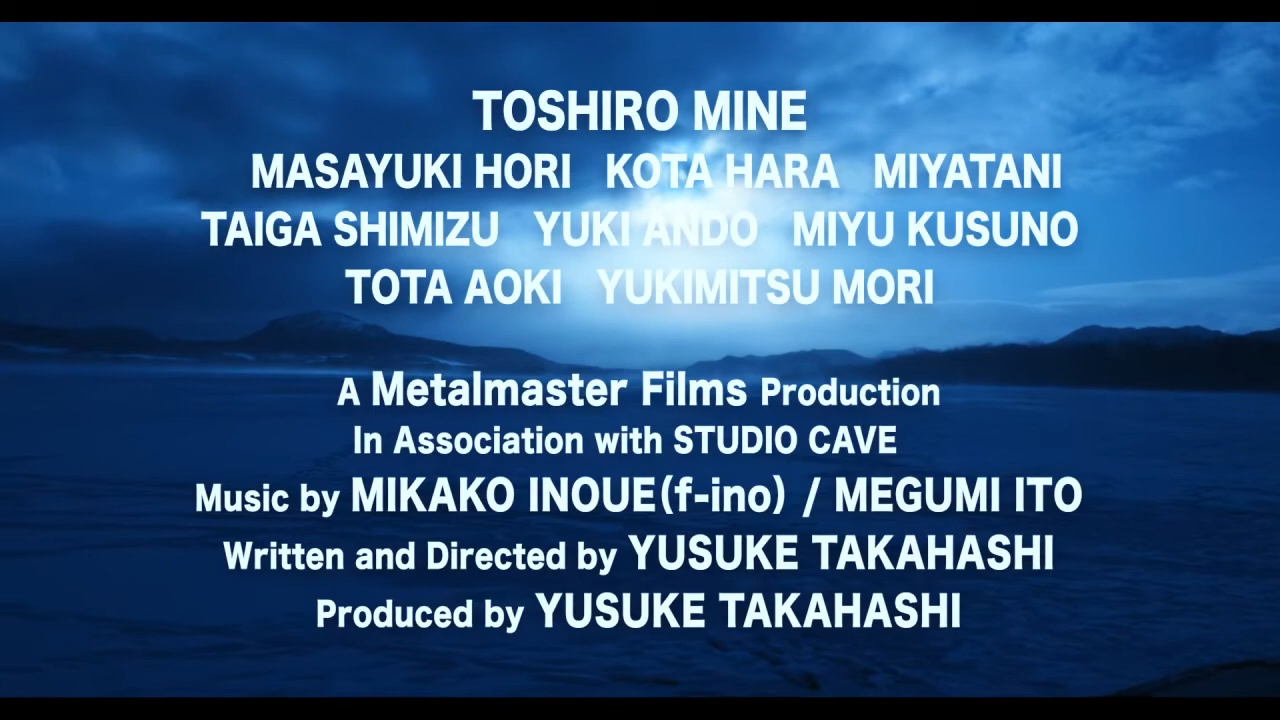 TOSHIRO MINE
MASAYUKI HORI KOTA HARA MIYATANI
TAIGA SHIMIZU YUKI ANDO MIYU KUSUNO
TOTA AOKI YUKIMITSU MORI
A Metalmaster Films Production
In Association with STUDIO CAVE
Music by MIKAKO INOUE(f-ino) / MEGUMI ITO
Written and Directed by YUSUKE TAKAHASHI
Produced by YUSUKE TAKAHASHI